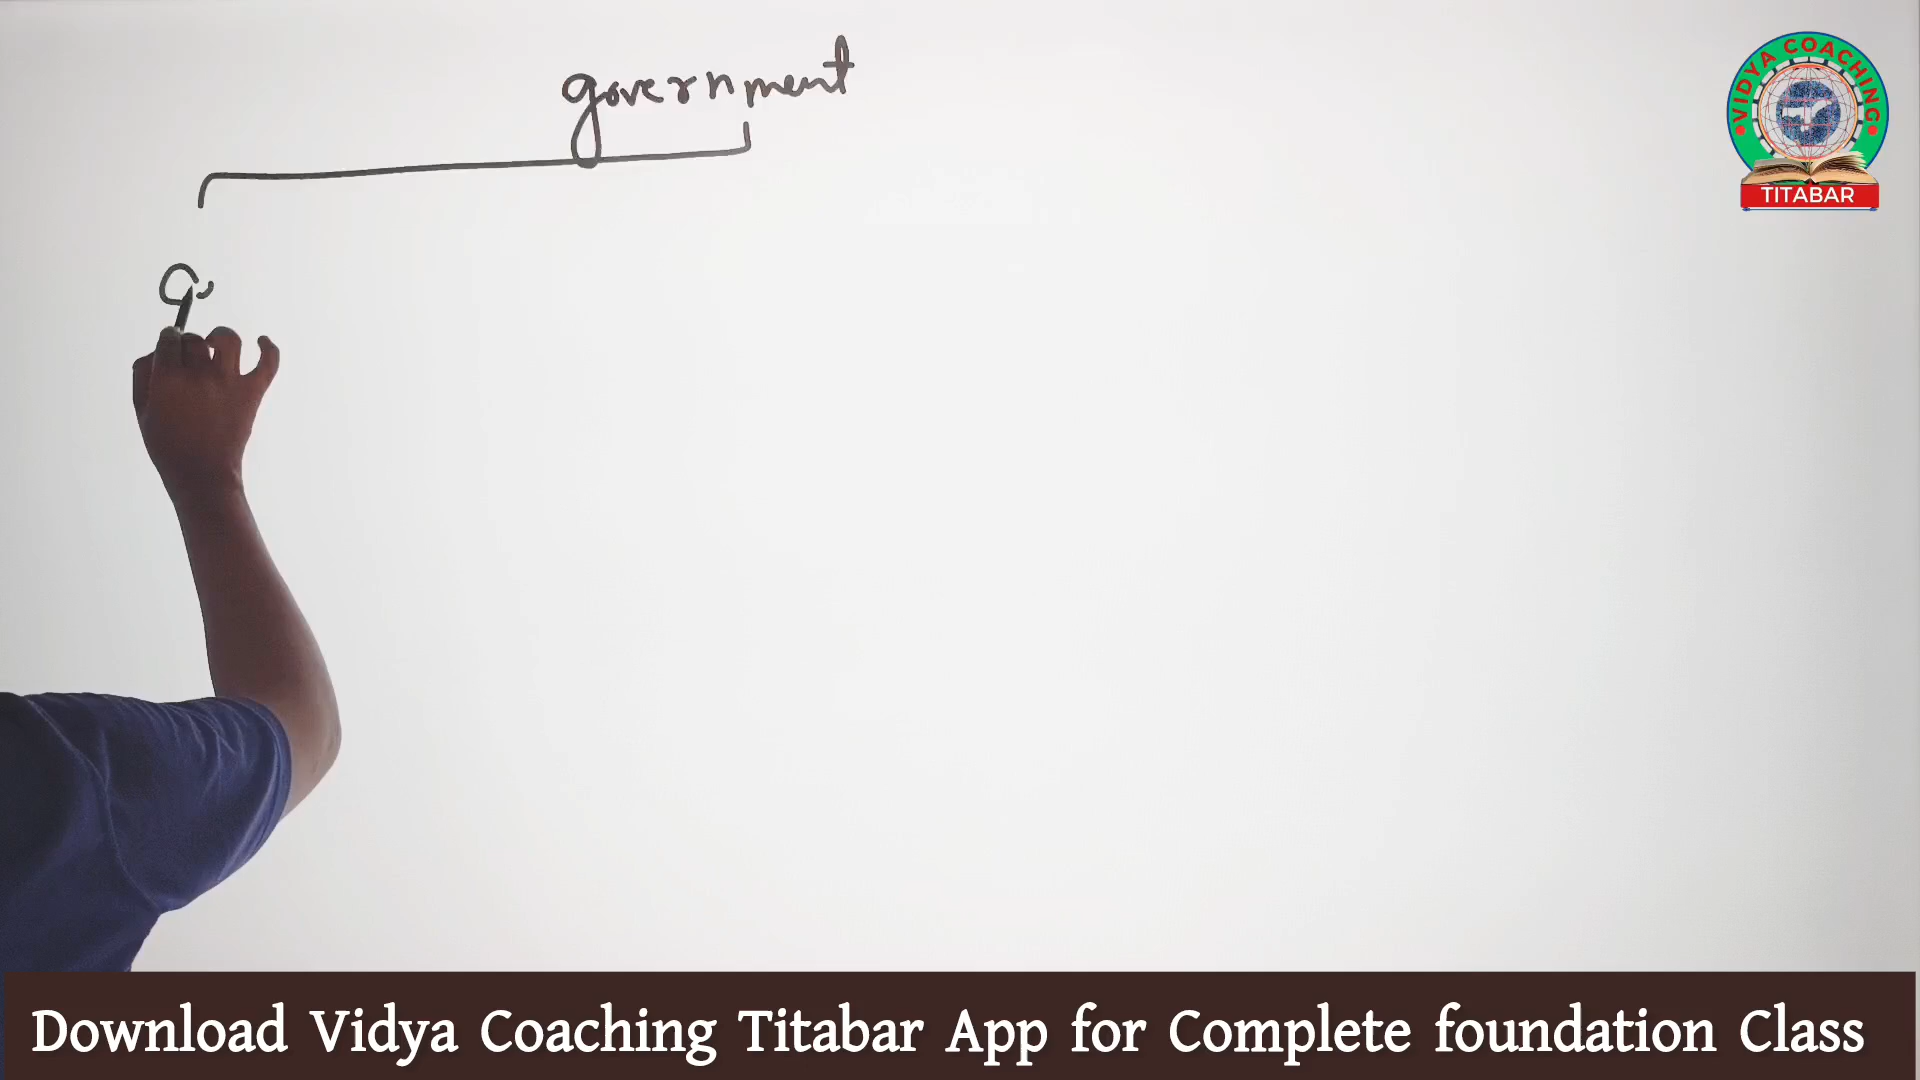 government
VIDYA COACHING
TITABAR
Download Vidya Coaching Titabar App for Complete foundation Class